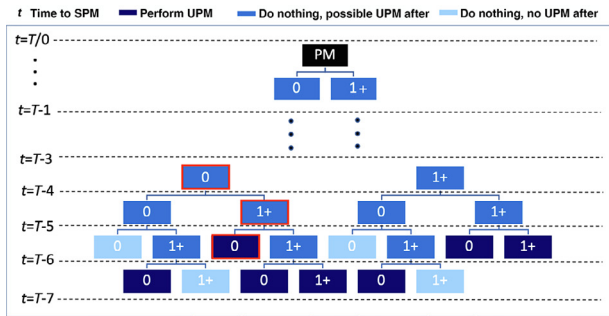 t Time to SPM Perform UPM Do nothing, possible UPM after Do nothing, no UPM after
t=T/0
PM
0 1+
t=T-1
t=T-3
0 1+
t=T-4
0 1+ 0 1+
t=T-5
0 1+ 0 1+ 0 1+ 0 1+
t=T-6
0 1+ 0 1+ 0 1+
t=T-7